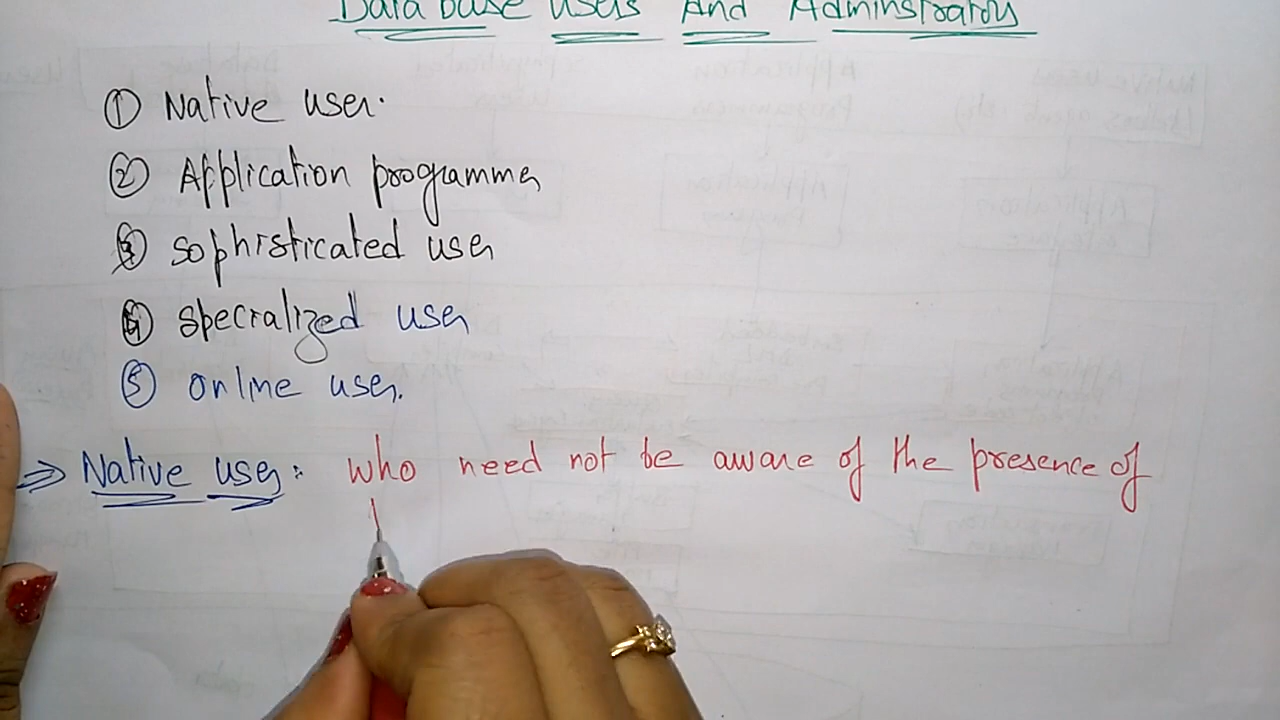 Data base users And Adminstrators
① Native user.
② Application programmer
③ sophisticated user
④ specialized user
⑤ online user.
⇒ Native user: who need not be aware of the presence of